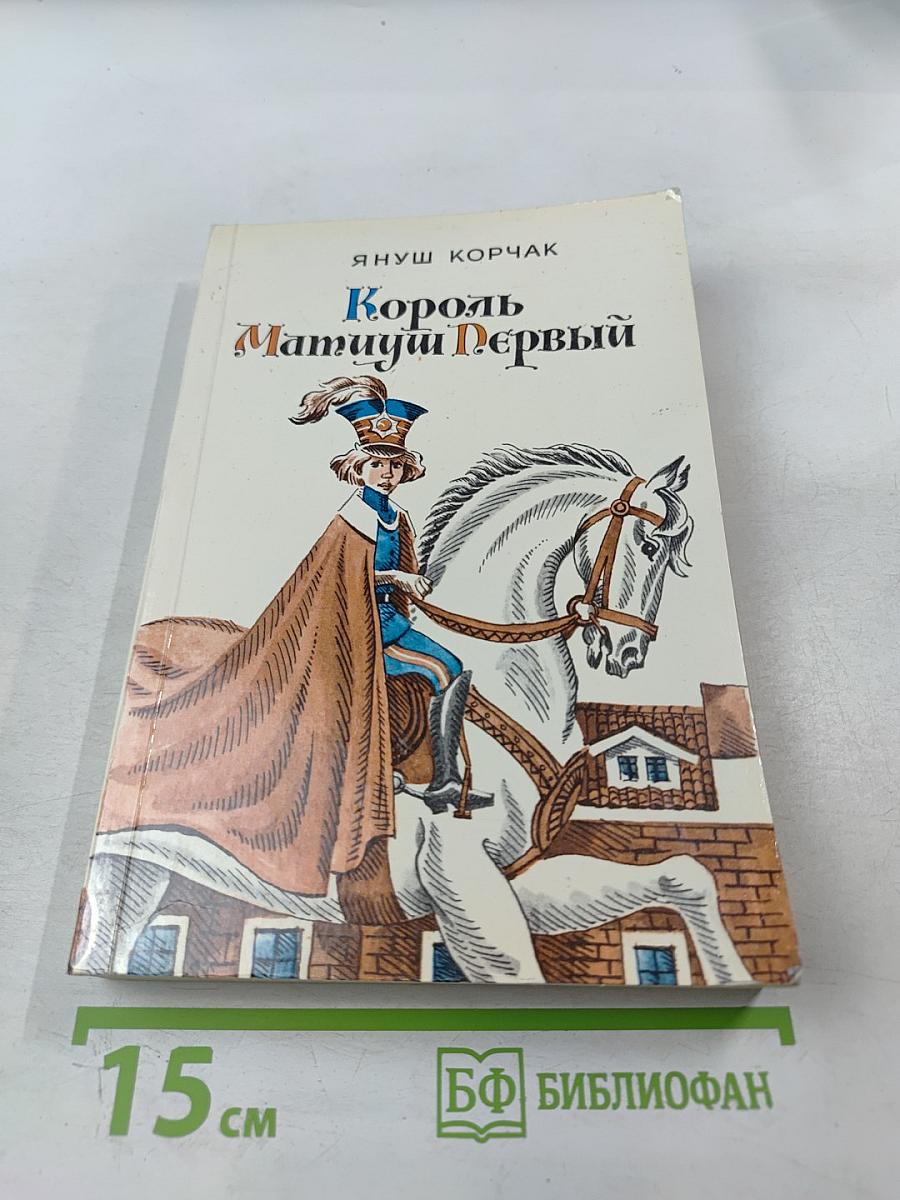 ЯНУШ КОРЧАК
Король
Матиуш Первый
15 см
БФ БИБЛИОФАН